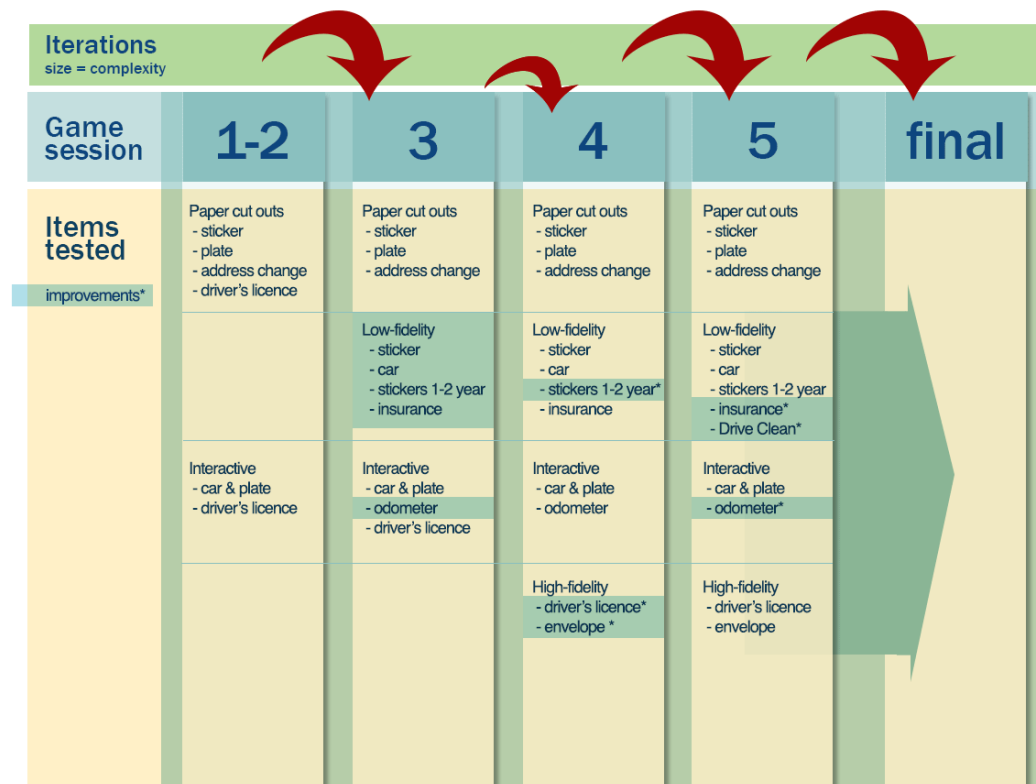 Iterations
size = complexity
Game
session
1-2
3
4
5
final
Items
tested
improvements*
Paper cut outs
- sticker
- plate
- address change
- driver's licence
Interactive
- car & plate
- driver's licence
Paper cut outs
- sticker
- plate
- address change
Low-fidelity
- sticker
- car
- stickers 1-2 year
- insurance
Interactive
- car & plate
- odometer
- driver's licence
Paper cut outs
- sticker
- plate
- address change
Low-fidelity
- sticker
- car
- stickers 1-2 year*
- insurance
Interactive
- car & plate
- odometer
High-fidelity
- driver's licence*
- envelope *
Paper cut outs
- sticker
- plate
- address change
Low-fidelity
- sticker
- car
- stickers 1-2 year
- insurance*
- Drive Clean*
Interactive
- car & plate
- odometer*
High-fidelity
- driver's licence
- envelope